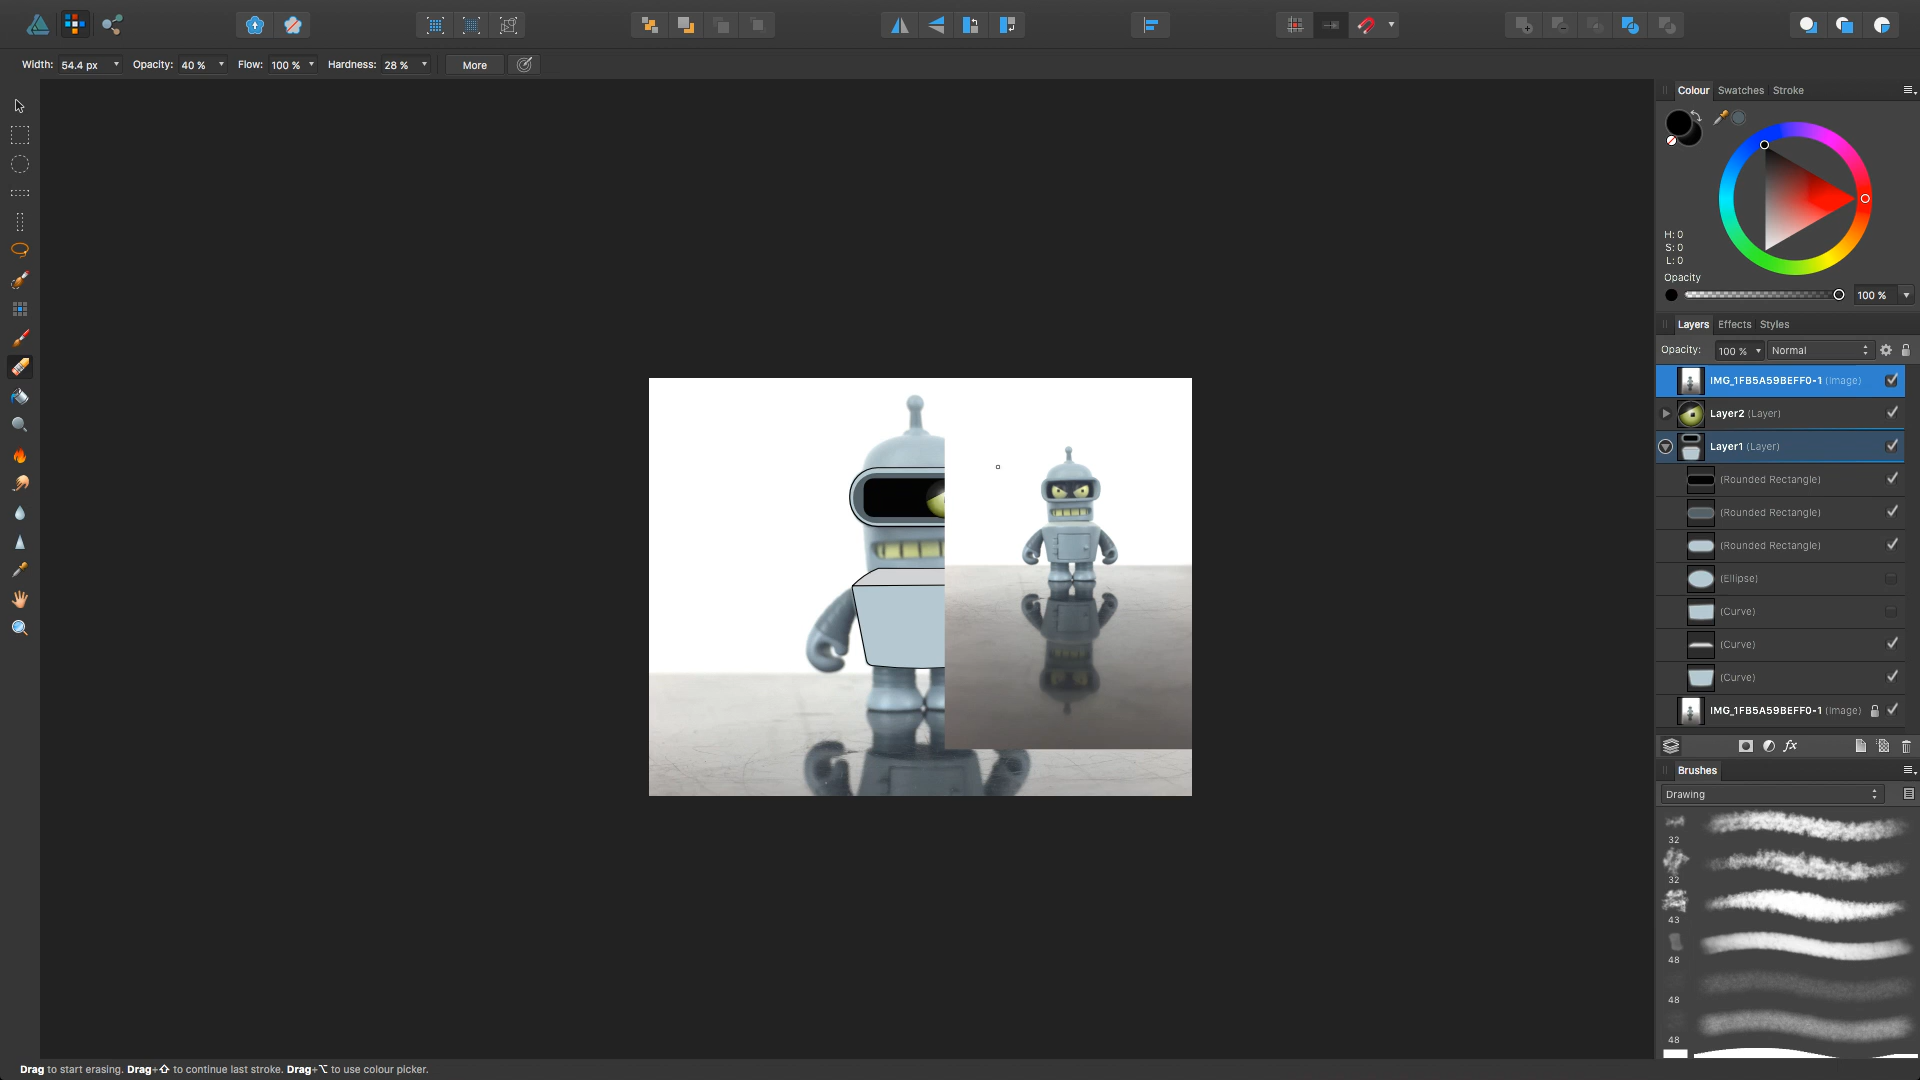 Width: 54.4 px Opacity: 40 % Flow: 100 % Hardness: 28 % More
Colour Swatches Stroke
H: 0
S: 0
L: 0
Opacity
100 %
Layers Effects Styles
Opacity: 100 % Normal
IMG_1FB5A59BEFF0-1 (Image)
Layer2 (Layer)
Layer1 (Layer)
(Rounded Rectangle)
(Rounded Rectangle)
(Rounded Rectangle)
(Ellipse)
(Curve)
(Curve)
(Curve)
IMG_1FB5A59BEFF0-1 (Image)
fx
Brushes
Drawing
32
32
43
48
48
48
Drag to start erasing. Drag+⇧ to continue last stroke. Drag+⌥ to use colour picker.